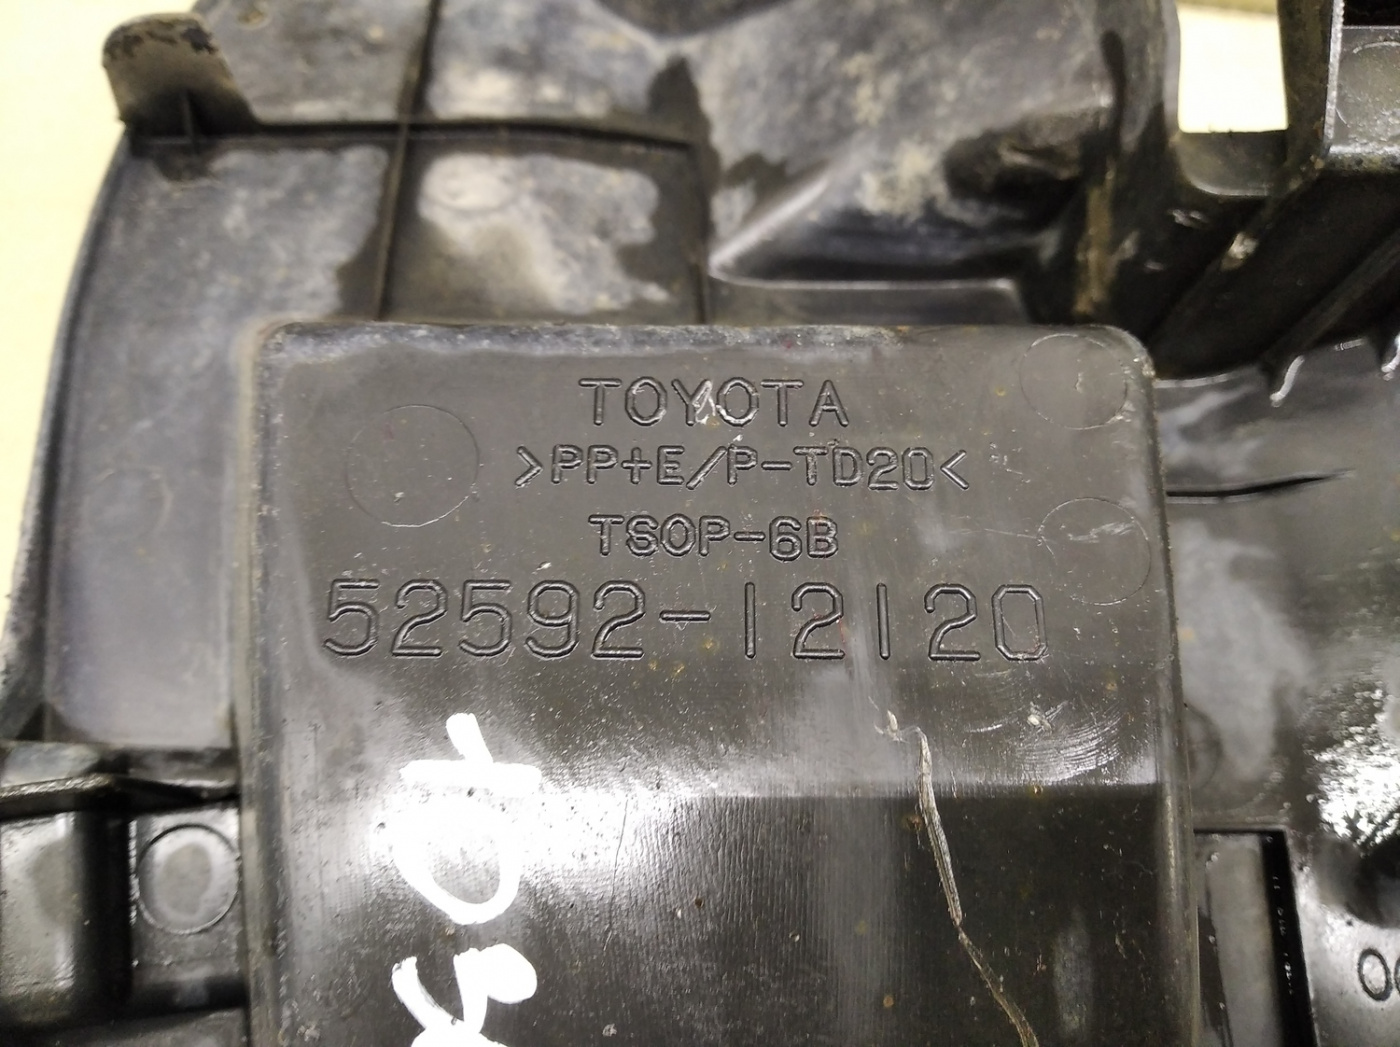 TOYOTA
>PP+E/P-TD20<
TSOP-6B
52592-12120